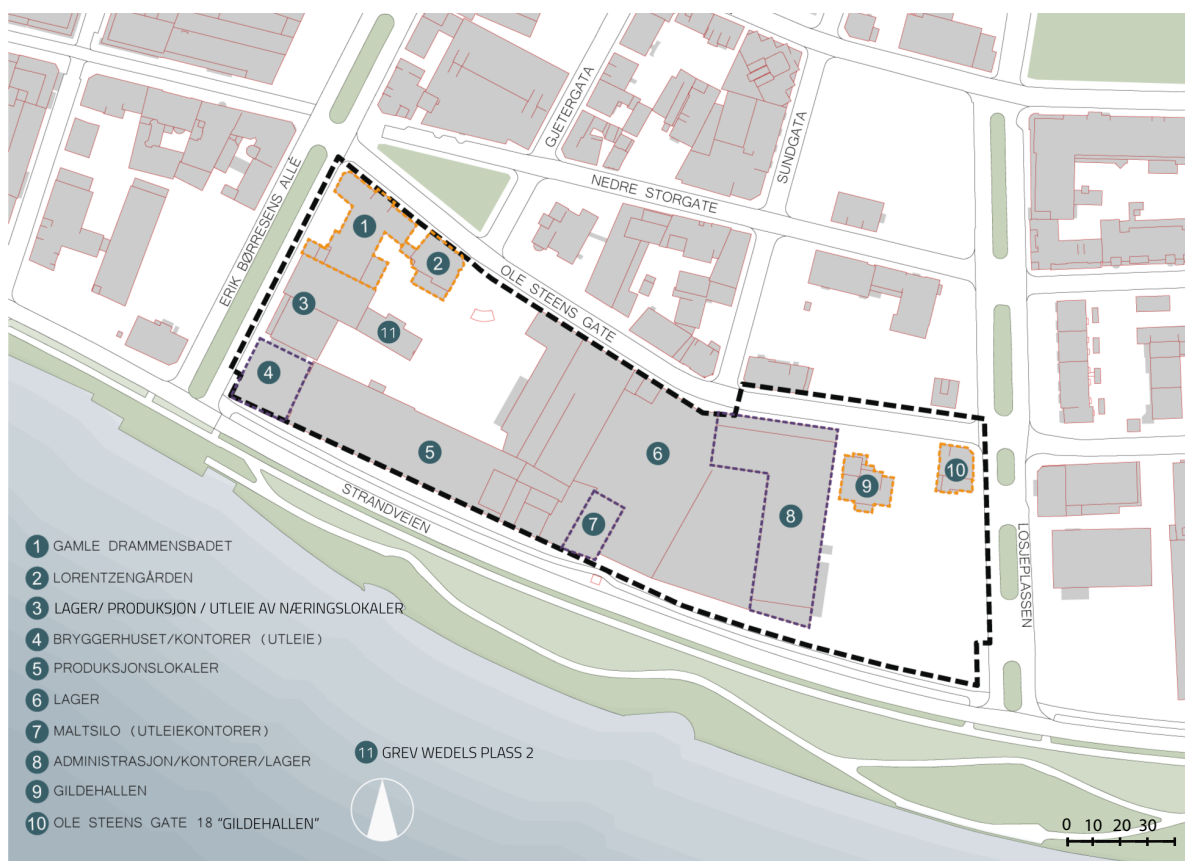 GJETERGATA
SUNDGATA
NEDRE STORGATE
ERIK BØRRESENS ALLÉ
OLE STEENS GATE
STRANDVEIEN
LOSJEPLASSEN
1
2
3
11
4
5
6
7
8
9
10
1 GAMLE DRAMMENSBADET
2 LORENTZENGÅRDEN
3 LAGER/ PRODUKSJON / UTLEIE AV NÆRINGSLOKALER
4 BRYGGERHUSET/KONTORER (UTLEIE)
5 PRODUKSJONSLOKALER
6 LAGER
7 MALTSILO (UTLEIEKONTORER)
8 ADMINISTRASJON/KONTORER/LAGER
9 GILDEHALLEN
10 OLE STEENS GATE 18 "GILDEHALLEN"
11 GREV WEDELS PLASS 2
0 10 20 30